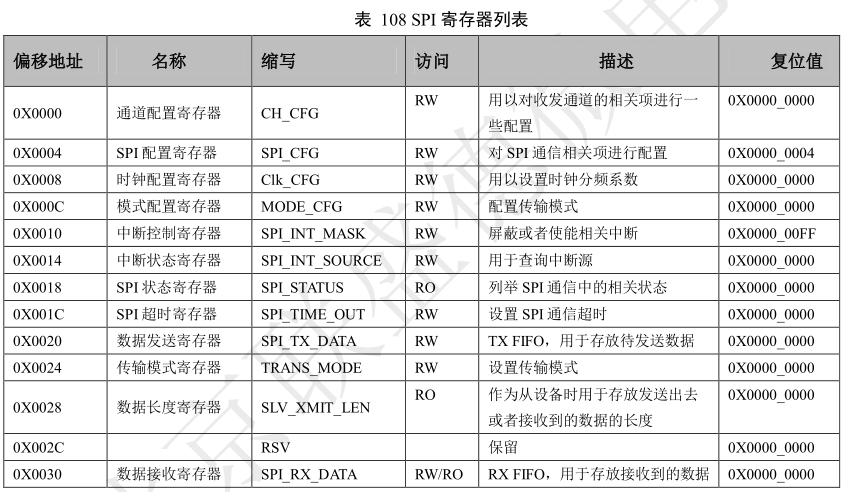 表 108 SPI 寄存器列表
偏移地址 名称 缩写 访问 描述 复位值
0X0000 通道配置寄存器 CH_CFG RW 用以对收发通道的相关项进行一 0X0000_0000
些配置
0X0004 SPI 配置寄存器 SPI_CFG RW 对 SPI 通信相关项进行配置 0X0000_0004
0X0008 时钟配置寄存器 Clk_CFG RW 用以设置时钟分频系数 0X0000_0000
0X000C 模式配置寄存器 MODE_CFG RW 配置传输模式 0X0000_0000
0X0010 中断控制寄存器 SPI_INT_MASK RW 屏蔽或者使能相关中断 0X0000_00FF
0X0014 中断状态寄存器 SPI_INT_SOURCE RW 用于查询中断源 0X0000_0000
0X0018 SPI 状态寄存器 SPI_STATUS RO 列举 SPI 通信中的相关状态 0X0000_0000
0X001C SPI 超时寄存器 SPI_TIME_OUT RW 设置 SPI 通信超时 0X0000_0000
0X0020 数据发送寄存器 SPI_TX_DATA RW TX FIFO，用于存放待发送数据 0X0000_0000
0X0024 传输模式寄存器 TRANS_MODE RW 设置传输模式 0X0000_0000
0X0028 数据长度寄存器 SLV_XMIT_LEN RO 作为从设备时用于存放发送出去 0X0000_0000
或者接收到的数据的长度
0X002C RSV 保留 0X0000_0000
0X0030 数据接收寄存器 SPI_RX_DATA RW/RO RX FIFO，用于存放接收到的数据 0X0000_0000